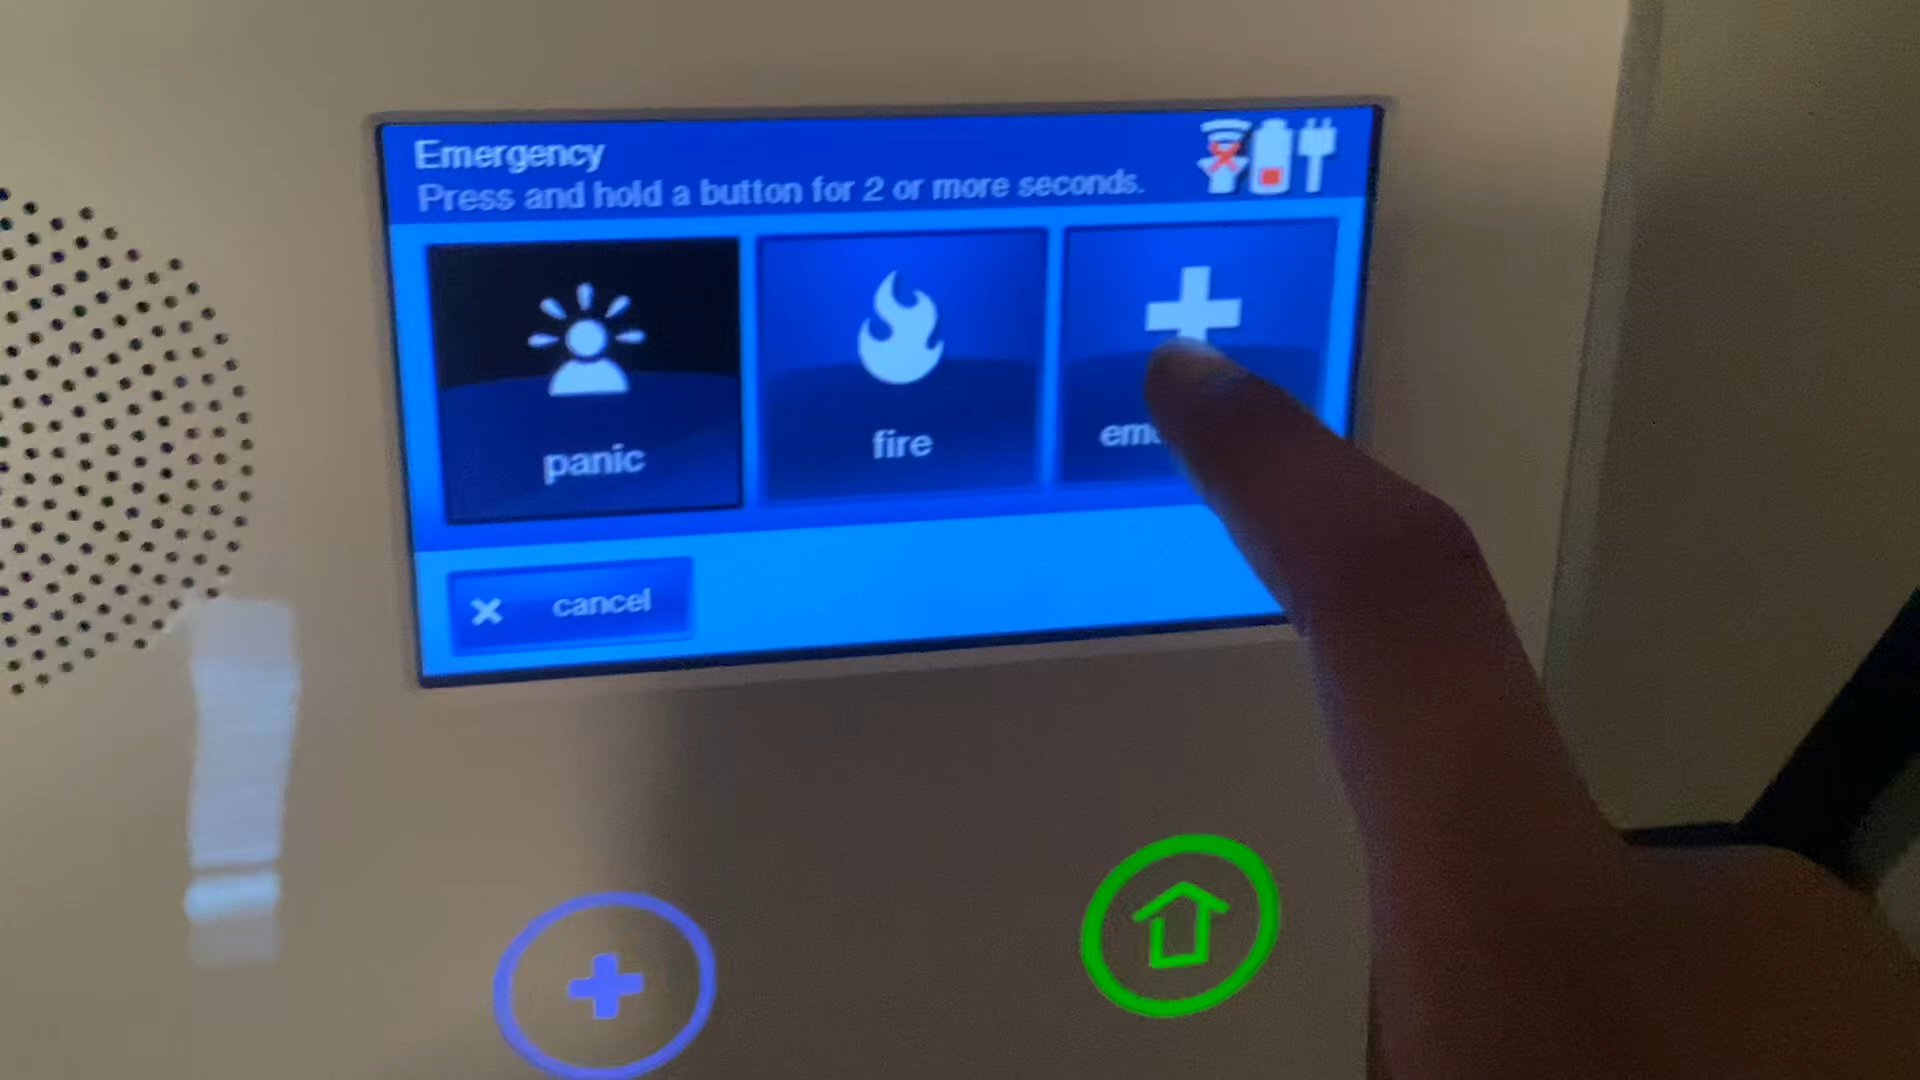 Emergency
Press and hold a button for 2 or more seconds.
panic
fire
cancel